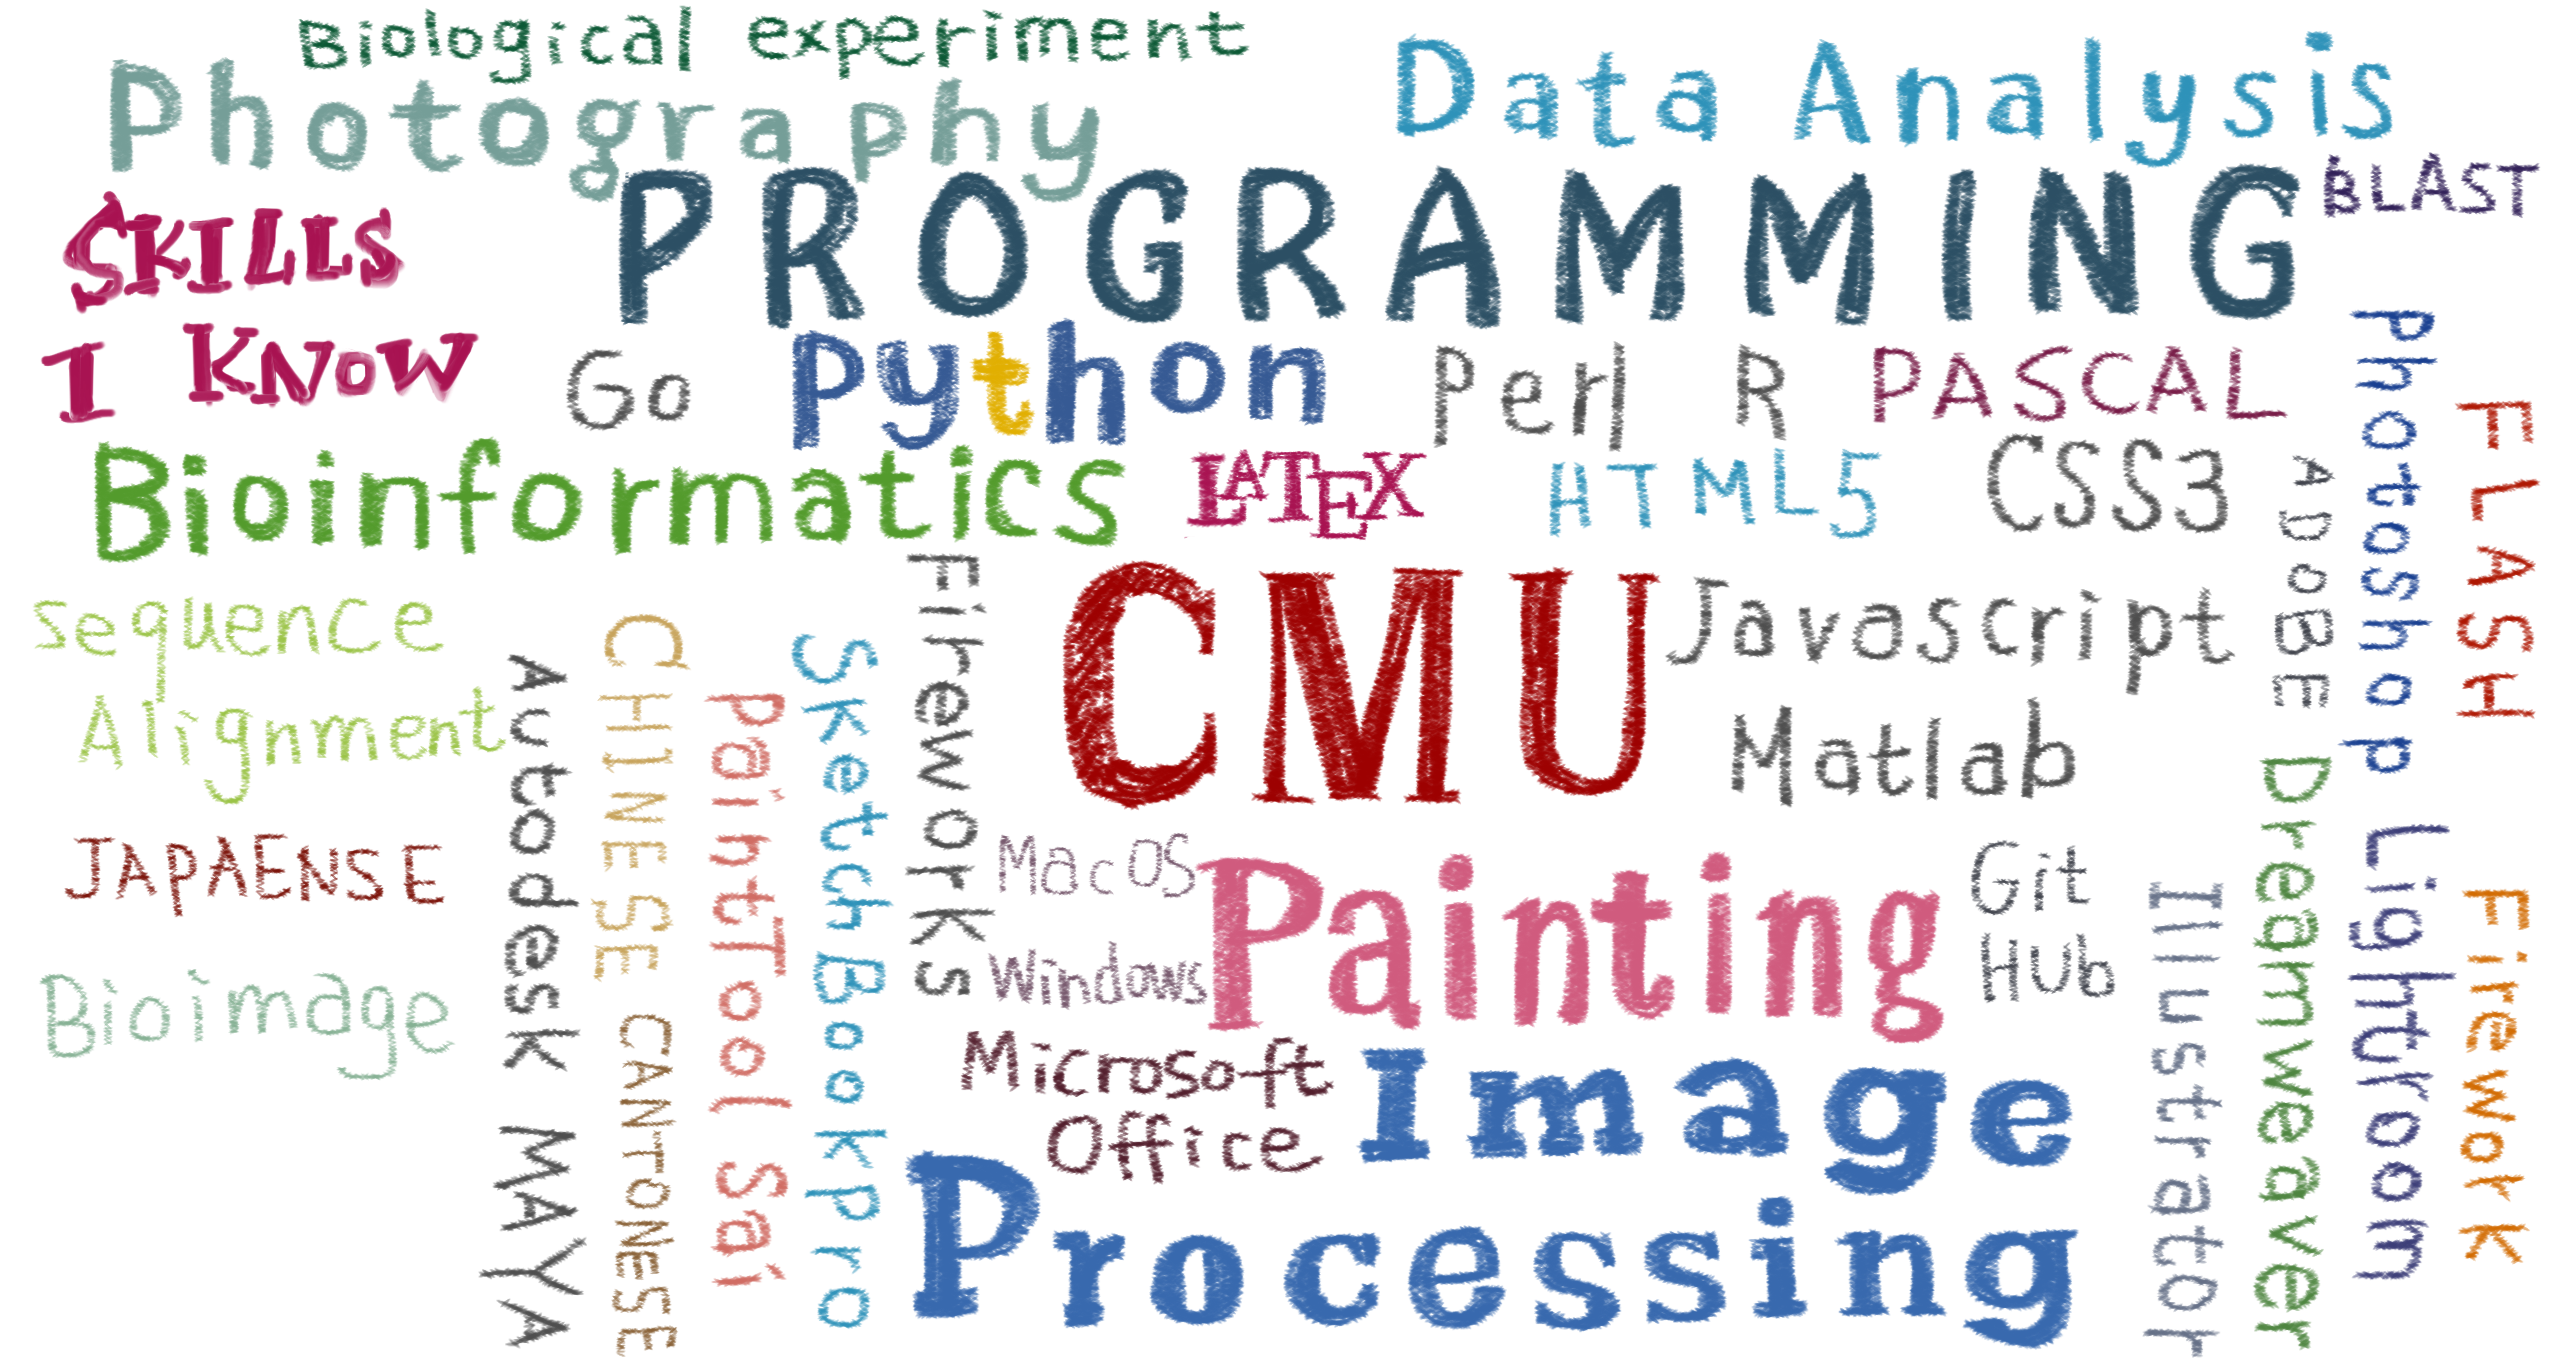 Biological experiment
Photography
Data Analysis
SKILLS
I KNOW
PROGRAMMING
BLAST
Go
Python
Perl
R
PASCAL
Bioinformatics
LATEX
HTML5
CSS3
Sequence
Alignment
CMU
Javascript
Matlab
JAPAENSE
Bioimage
Autodesk MAYA
CHINESE CANTONESE
PaintTool Sai
SketchBookPro
Fireworks
MacOS
Windows
Painting
Git
HUb
Microsoft
Office
Image
Processing
Illustrator
ADoBE
Dreamweaver
Photoshop
Lightroom
FLASH
Firework